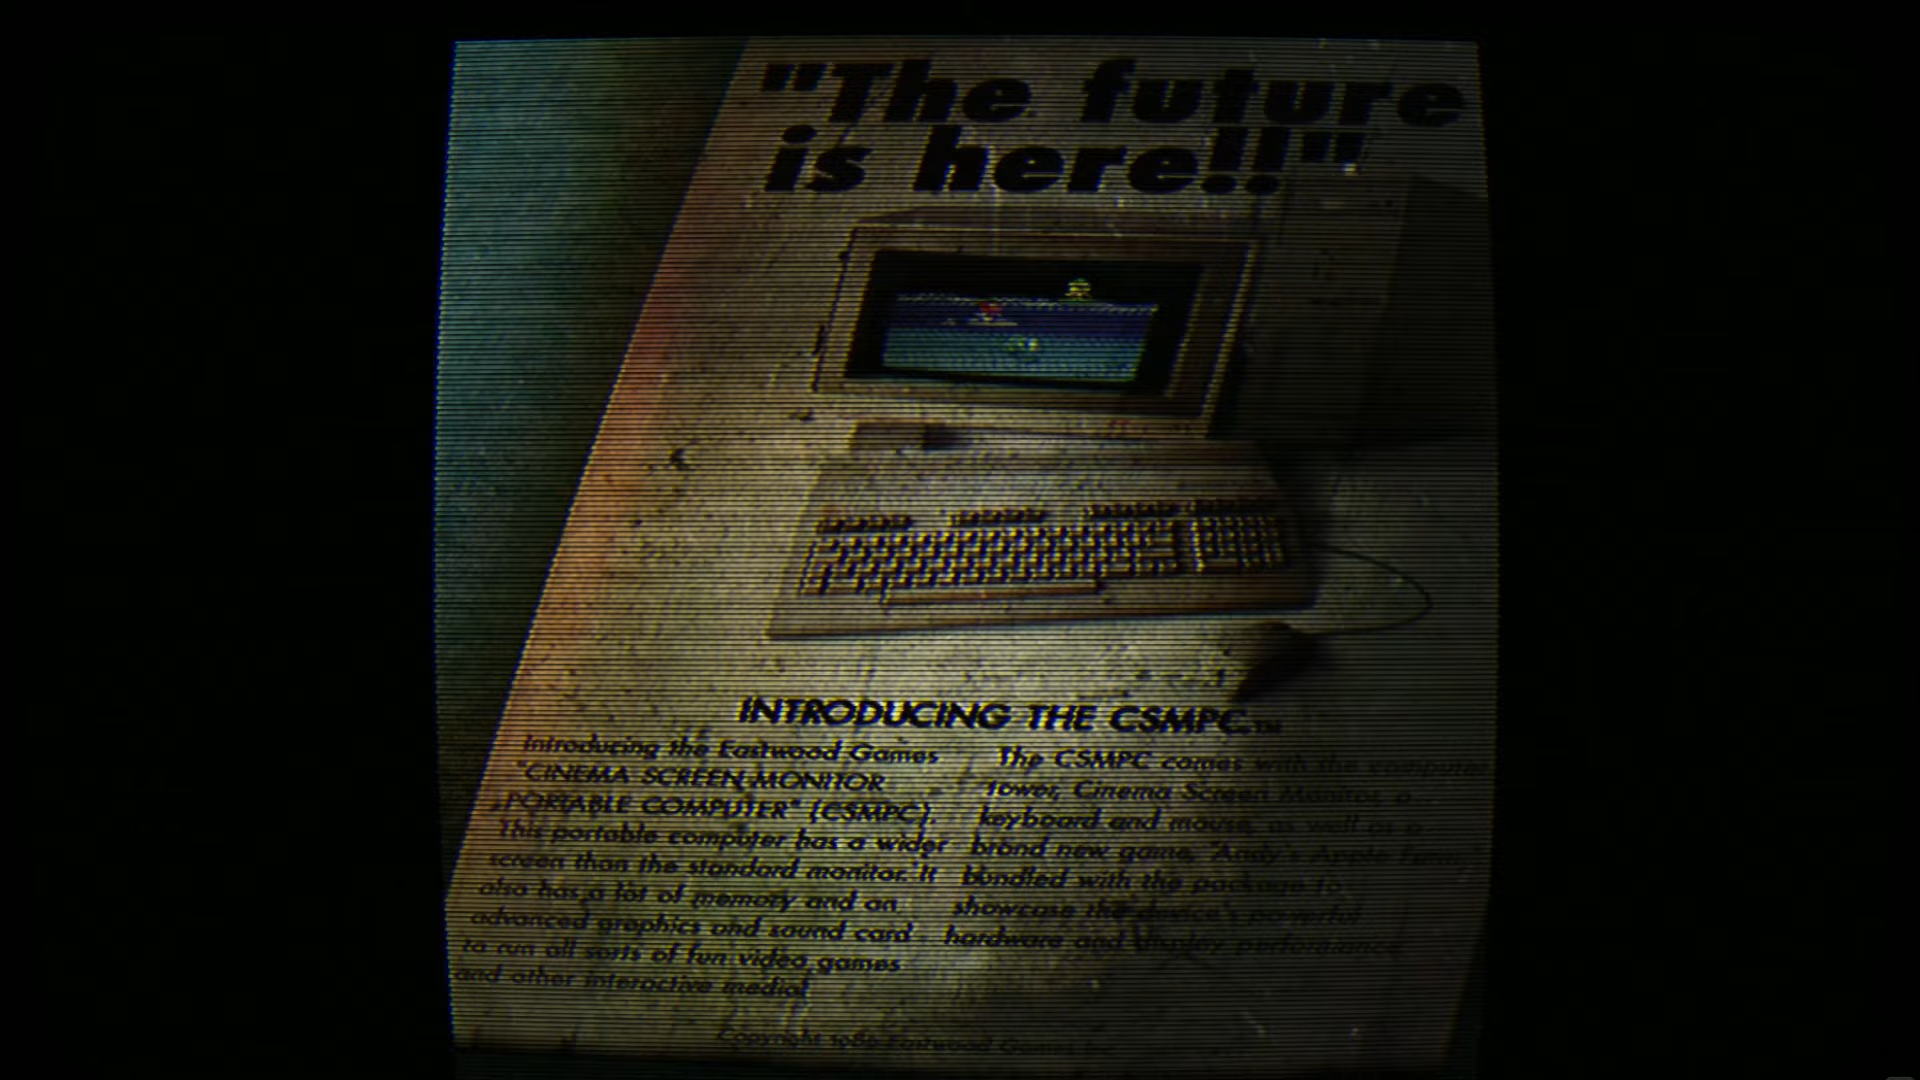 "The future
is here!!"
INTRODUCING THE CSMPC.™
Introducing the Eastwood Games
"CINEMA SCREEN MONITOR
PORTABLE COMPUTER" (CSMPC).
This portable computer has a wider
screen than the standard monitor. It
also has a lot of memory and an
advanced graphics and sound card
to run all sorts of fun video games
and other interactive media!
The CSMPC comes with the computer
tower, Cinema Screen Monitor, a
keyboard and mouse, as well as a
brand new game, "Andy's Apple Farm,"
bundled with the package to
showcase the device's powerful
hardware and display performance
Copyright Eastwood Games Inc